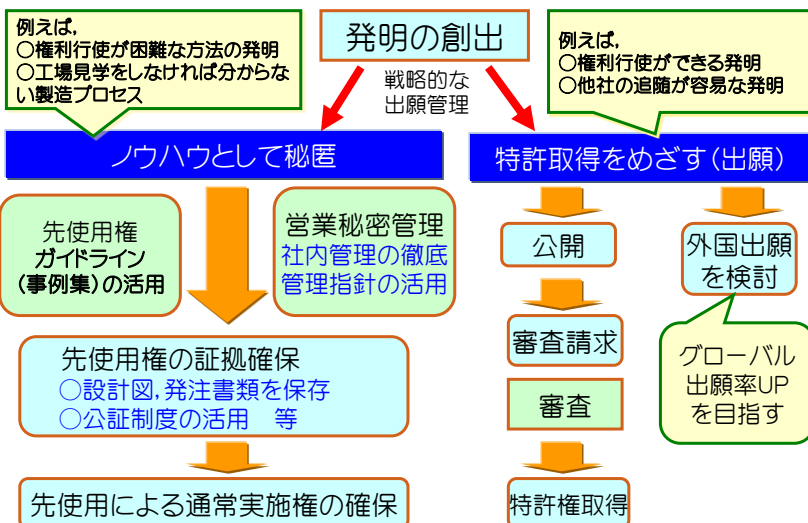 例えば,
○権利行使が困難な方法の発明
○工場見学をしなければ分からな
い製造プロセス
発明の創出
戦略的な
出願管理
例えば,
○権利行使ができる発明
○他社の追随が容易な発明
ノウハウとして秘匿
特許取得をめざす(出願)
先使用権
ガイドライン
(事例集)の活用
営業秘密管理
社内管理の徹底
管理指針の活用
先使用権の証拠確保
○設計図,発注書類を保存
○公証制度の活用 等
先使用による通常実施権の確保
公開
審査請求
審査
特許権取得
外国出願
を検討
グローバル
出願率UP
を目指す